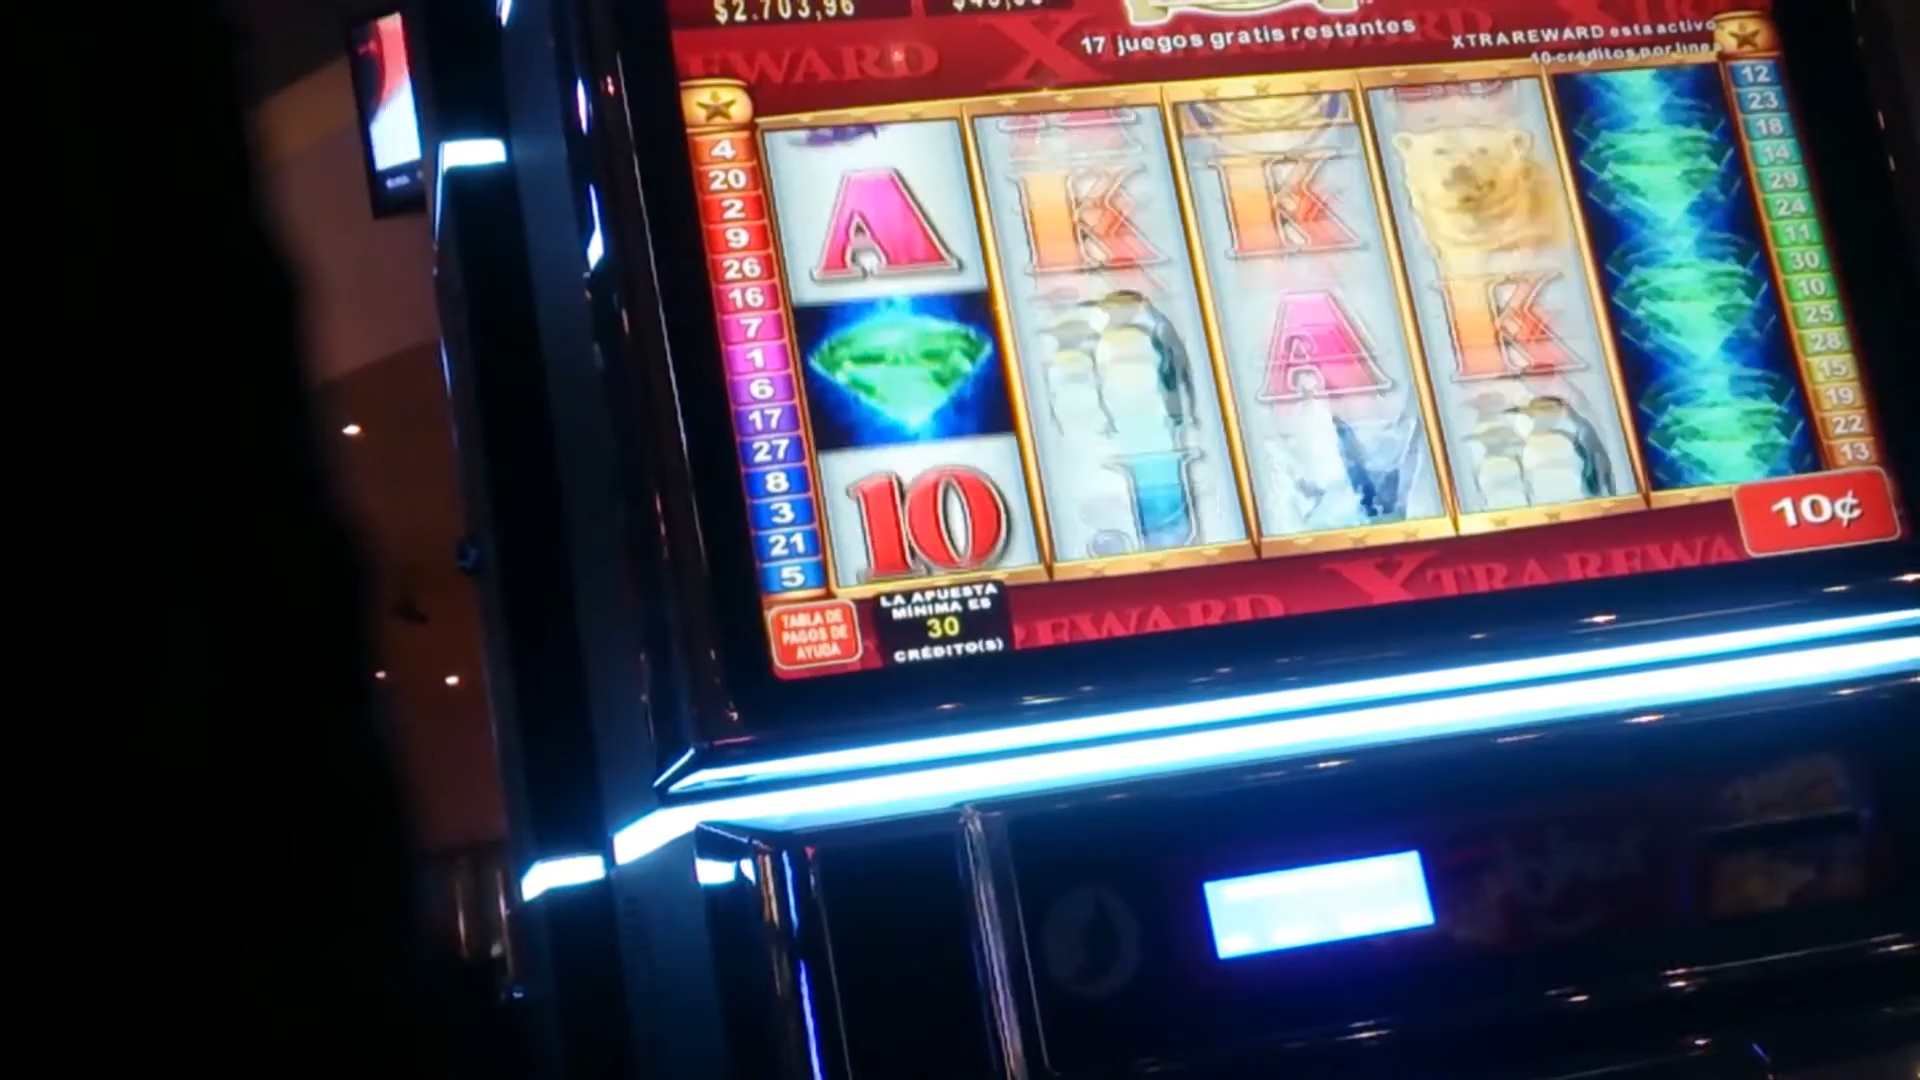 $2.703,96
17 juegos gratis restantes
XTRAREWARD esta activo
10 créditos por línea
EWARD X
4
20
2
9
26
16
7
1
6
17
27
8
3
21
5
A
10
K
J
K
A
K
12
23
18
14
29
24
11
30
10
25
28
15
19
22
13
10¢
TABLA DE
PAGOS DE
AYUDA
LA APUESTA
MÍNIMA ES
30
CRÉDITO(S)
EWARD XTRAREWA